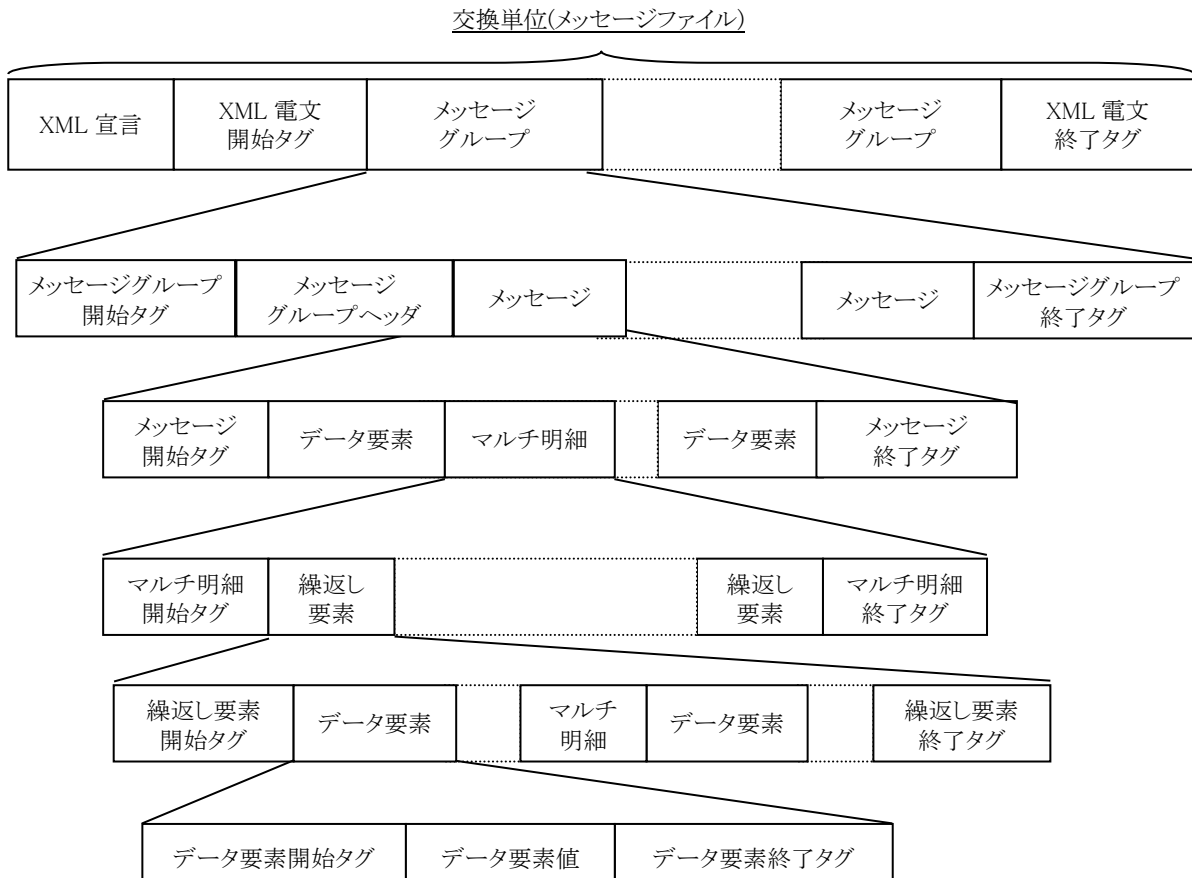 交換単位(メッセージファイル)
XML 宣言
XML 電文
開始タグ
メッセージ
グループ
メッセージ
グループ
XML 電文
終了タグ
メッセージグループ
開始タグ
メッセージ
グループヘッダ
メッセージ
メッセージ
メッセージグループ
終了タグ
メッセージ
開始タグ
データ要素
マルチ明細
データ要素
メッセージ
終了タグ
マルチ明細
開始タグ
繰返し
要素
繰返し
要素
マルチ明細
終了タグ
繰返し要素
開始タグ
データ要素
マルチ
明細
データ要素
繰返し要素
終了タグ
データ要素開始タグ
データ要素値
データ要素終了タグ